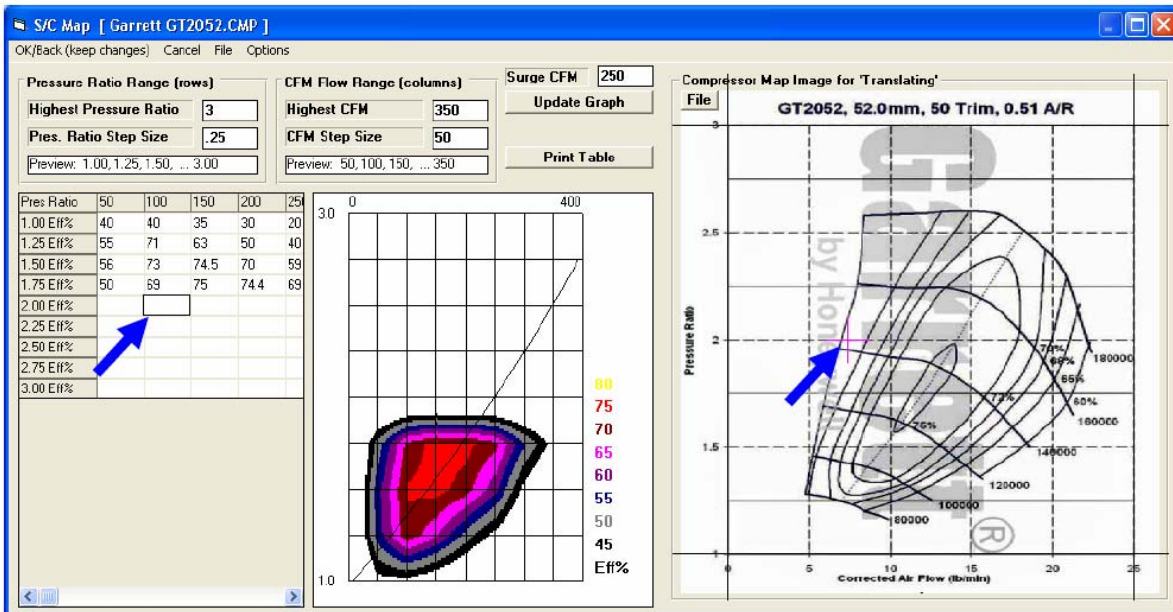 S/C Map [ Garrett GT2052.CMP ]
OK/Back (keep changes) Cancel File Options
Pressure Ratio Range (rows)
Highest Pressure Ratio 3
Pres. Ratio Step Size .25
Preview: 1.00, 1.25, 1.50, ... 3.00
CFM Flow Range (columns)
Highest CFM 350
CFM Step Size 50
Preview: 50, 100, 150, ... 350
Surge CFM 250
Update Graph
Print Table
Pres Ratio 50 100 150 200 250
1.00 Eff% 40 40 35 30 20
1.25 Eff% 55 71 63 50 40
1.50 Eff% 56 73 74.5 70 59
1.75 Eff% 50 69 75 74.4 69
2.00 Eff%
2.25 Eff%
2.50 Eff%
2.75 Eff%
3.00 Eff%
0 400
3.0
1.0
80
75
70
65
60
55
50
45
Eff%
Compressor Map Image for 'Translating'
File
GT2052, 52.0mm, 50 Trim, 0.51 A/R
Garrett
by Honeywell
®
Pressure Ratio
3
2.5
2
1.5
1
76%
73%
68%
65%
60%
180000
160000
140000
120000
100000
80000
0 5 10 15 20 25
Corrected Air Flow (lb/min)